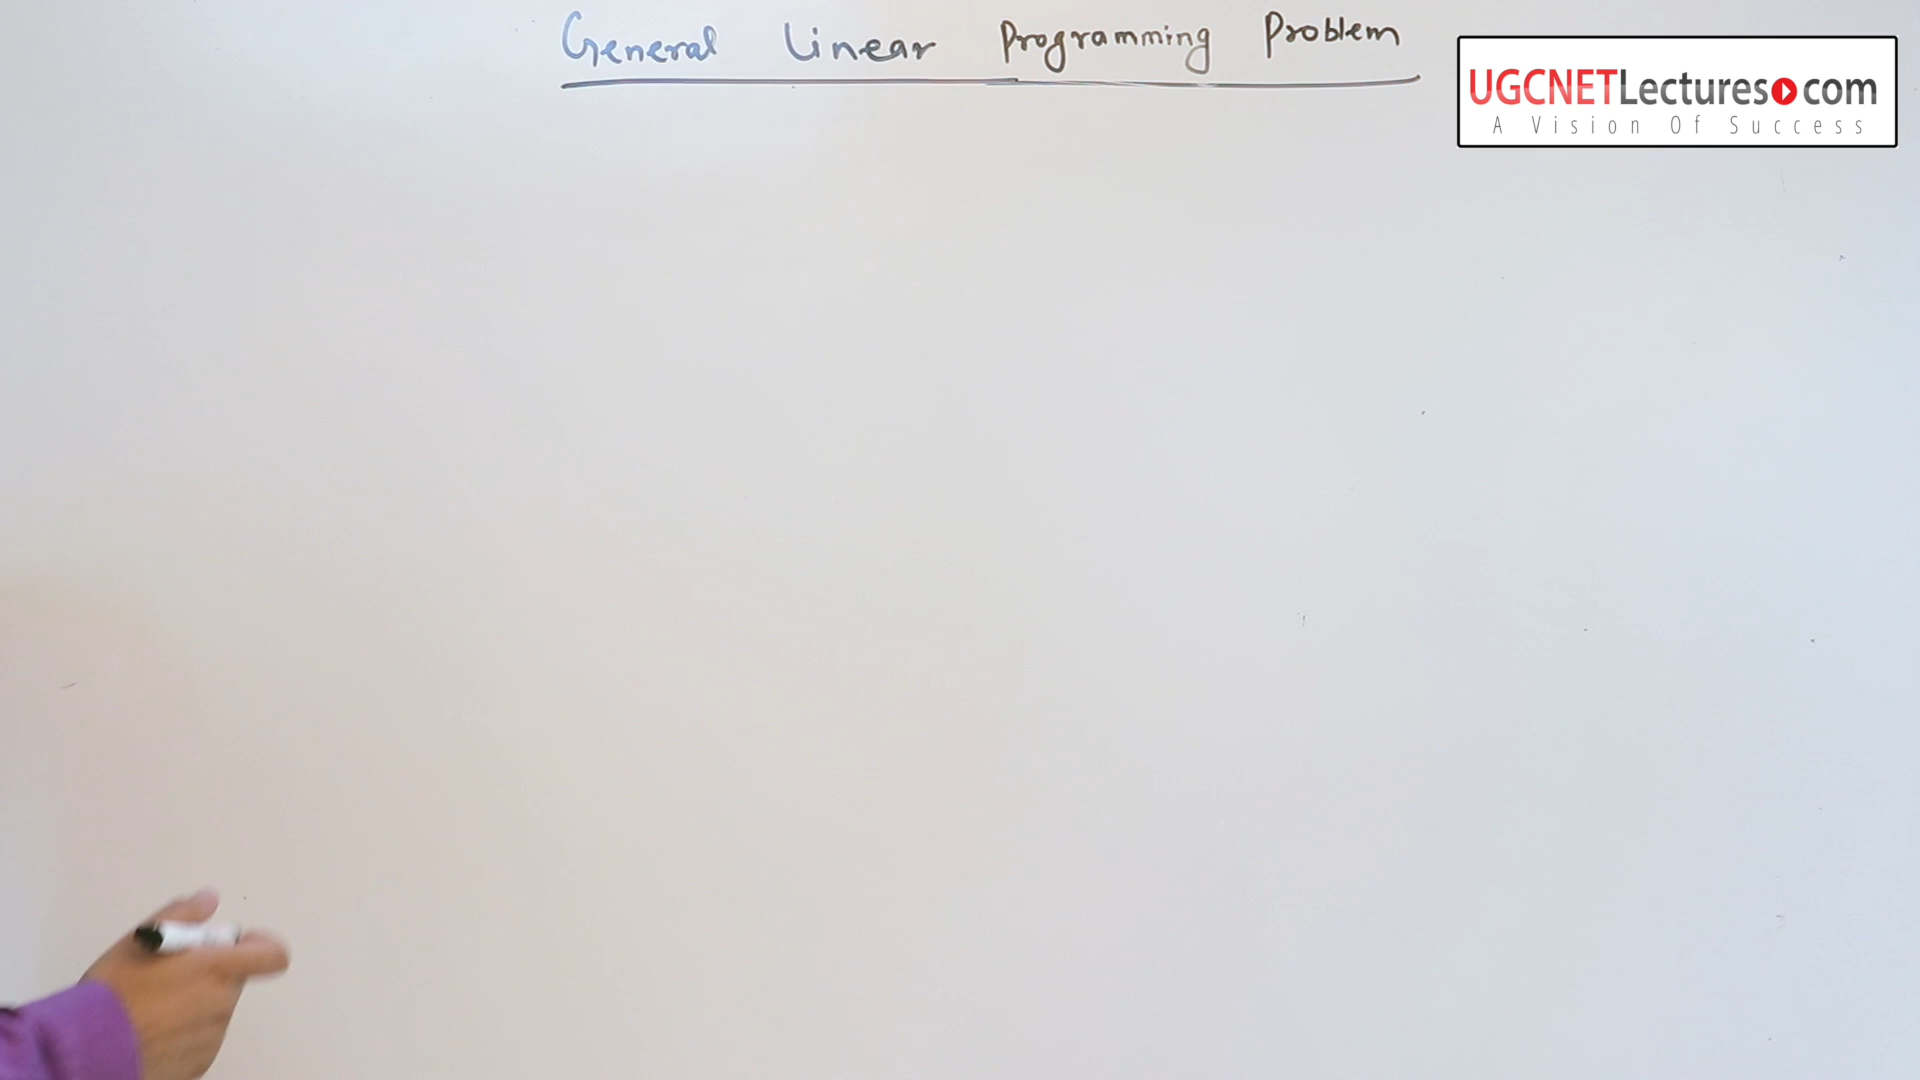 General Linear Programming Problem
UGCNETLectures.com
A Vision Of Success